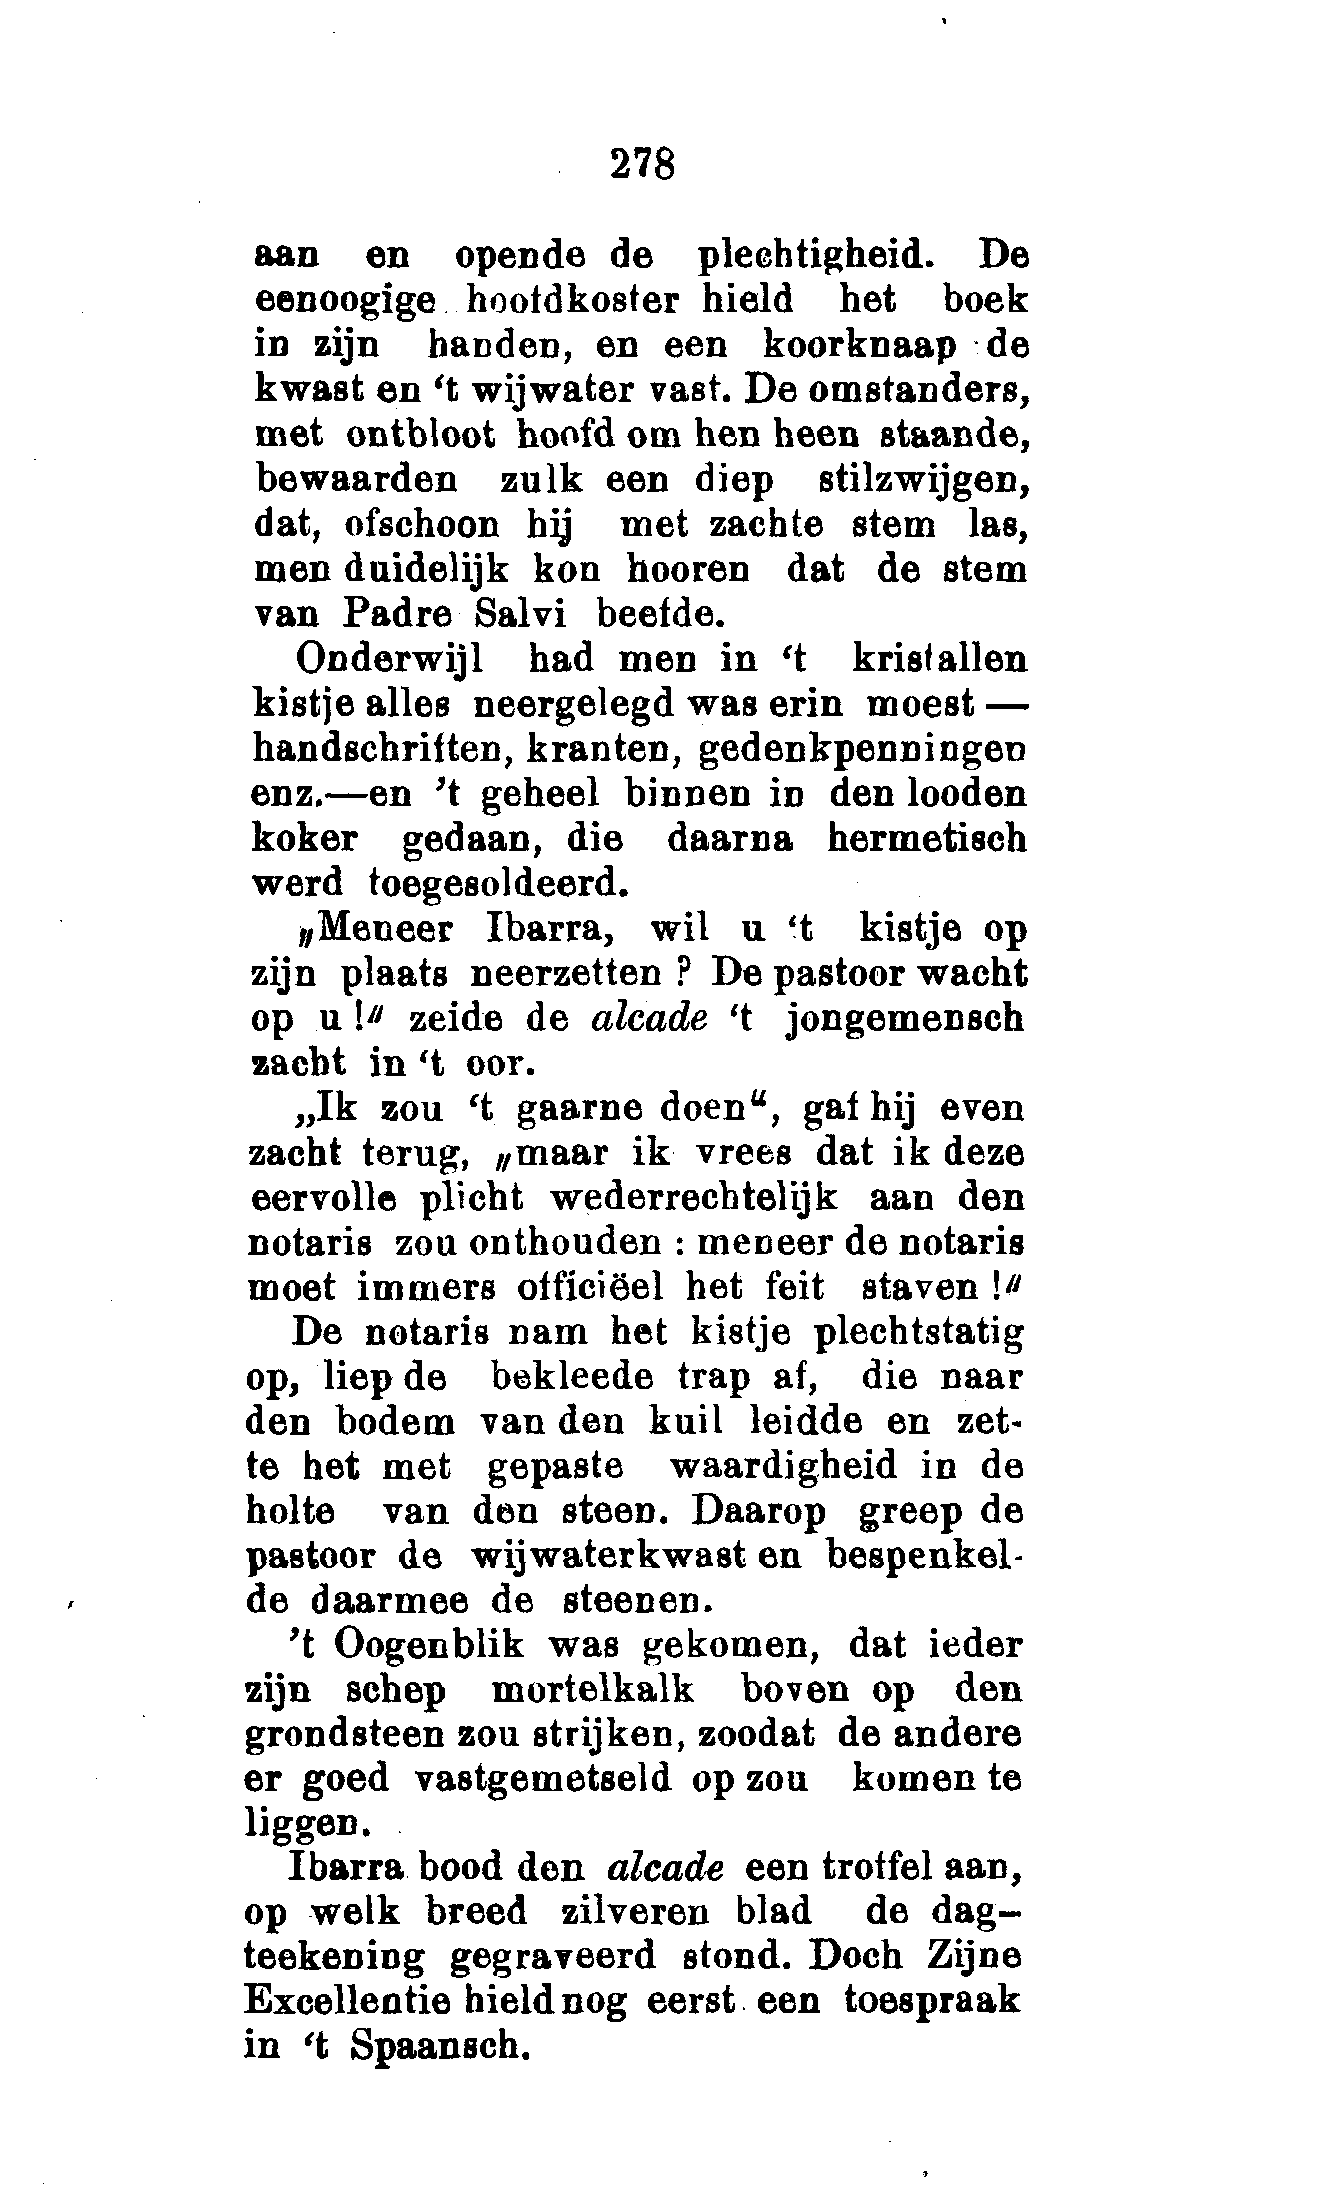 278
aan en opende de plechtigheid. De
eenoogige hoofdkoster hield het boek
in zijn handen, en een koorknaap de
kwast en ‘t wijwater vast. De omstanders,
met ontbloot hoofd om hen heen staande,
bewaarden zulk een diep stilzwijgen,
dat, ofschoon hij met zachte stem las,
men duidelijk kon hooren dat de stem
van Padre Salvi beefde.
Onderwijl had men in ‘t kristallen
kistje alles neergelegd was erin moest —
handschriften, kranten, gedenkpenningen
enz.—en ’t geheel binnen in den looden
koker gedaan, die daarna hermetisch
werd toegesoldeerd.
„Meneer Ibarra, wil u ‘t kistje op
zijn plaats neerzetten ? De pastoor wacht
op u !" zeide de alcade ‘t jongemensch
zacht in ‘t oor.
„Ik zou ‘t gaarne doen“, gaf hij even
zacht terug, „maar ik vrees dat ik deze
eervolle plicht wederrechtelijk aan den
notaris zou onthouden : meneer de notaris
moet immers officiëel het feit staven !"
De notaris nam het kistje plechtstatig
op, liep de bekleede trap af, die naar
den bodem van den kuil leidde en zet-
te het met gepaste waardigheid in de
holte van den steen. Daarop greep de
pastoor de wijwaterkwast en bespenkel-
de daarmee de steenen.
’t Oogenblik was gekomen, dat ieder
zijn schep mortelkalk boven op den
grondsteen zou strijken, zoodat de andere
er goed vastgemetseld op zou komen te
liggen.
Ibarra bood den alcade een troffel aan,
op welk breed zilveren blad de dag-
teekening gegraveerd stond. Doch Zijne
Excellentie hield nog eerst een toespraak
in ‘t Spaansch.